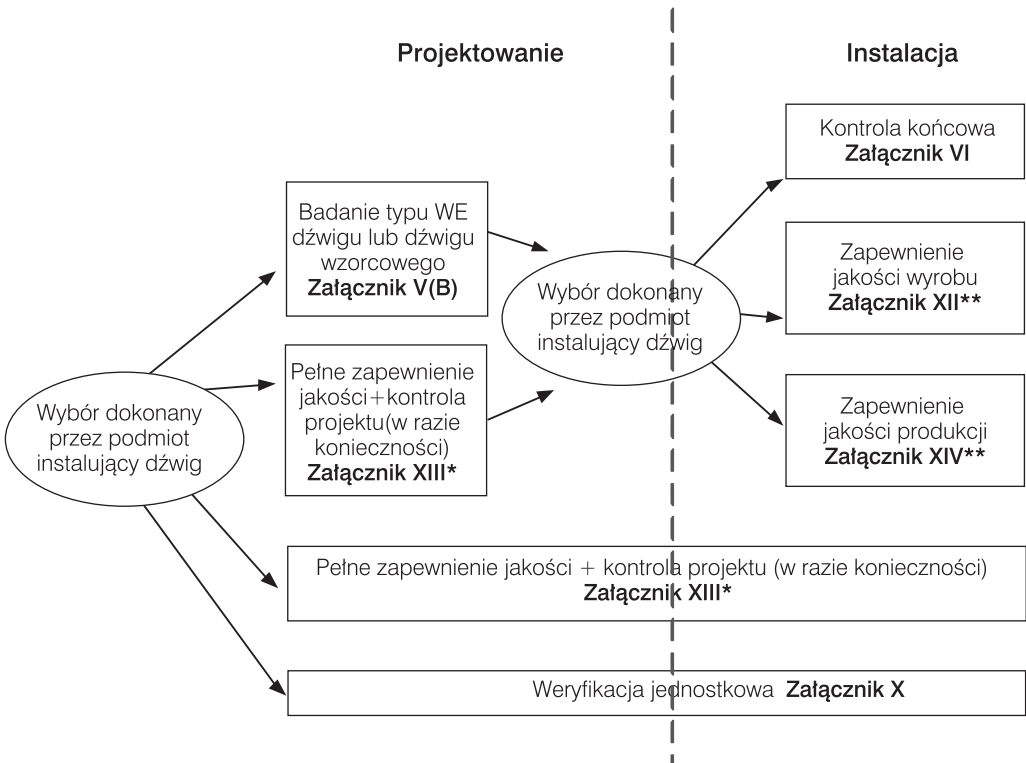 Projektowanie
Instalacja
Kontrola końcowa
Załącznik VI
Badanie typu WE
dźwigu lub dźwigu
wzorcowego
Załącznik V(B)
Wybór dokonany
przez podmiot
instalujący dźwig
Zapewnienie
jakości wyrobu
Załącznik XII**
Pełne zapewnienie
jakości+kontrola
projektu(w razie
konieczności)
Załącznik XIII*
Wybór dokonany
przez podmiot
instalujący dźwig
Zapewnienie
jakości produkcji
Załącznik XIV**
Pełne zapewnienie jakości + kontrola projektu (w razie konieczności)
Załącznik XIII*
Weryfikacja jednostkowa Załącznik X